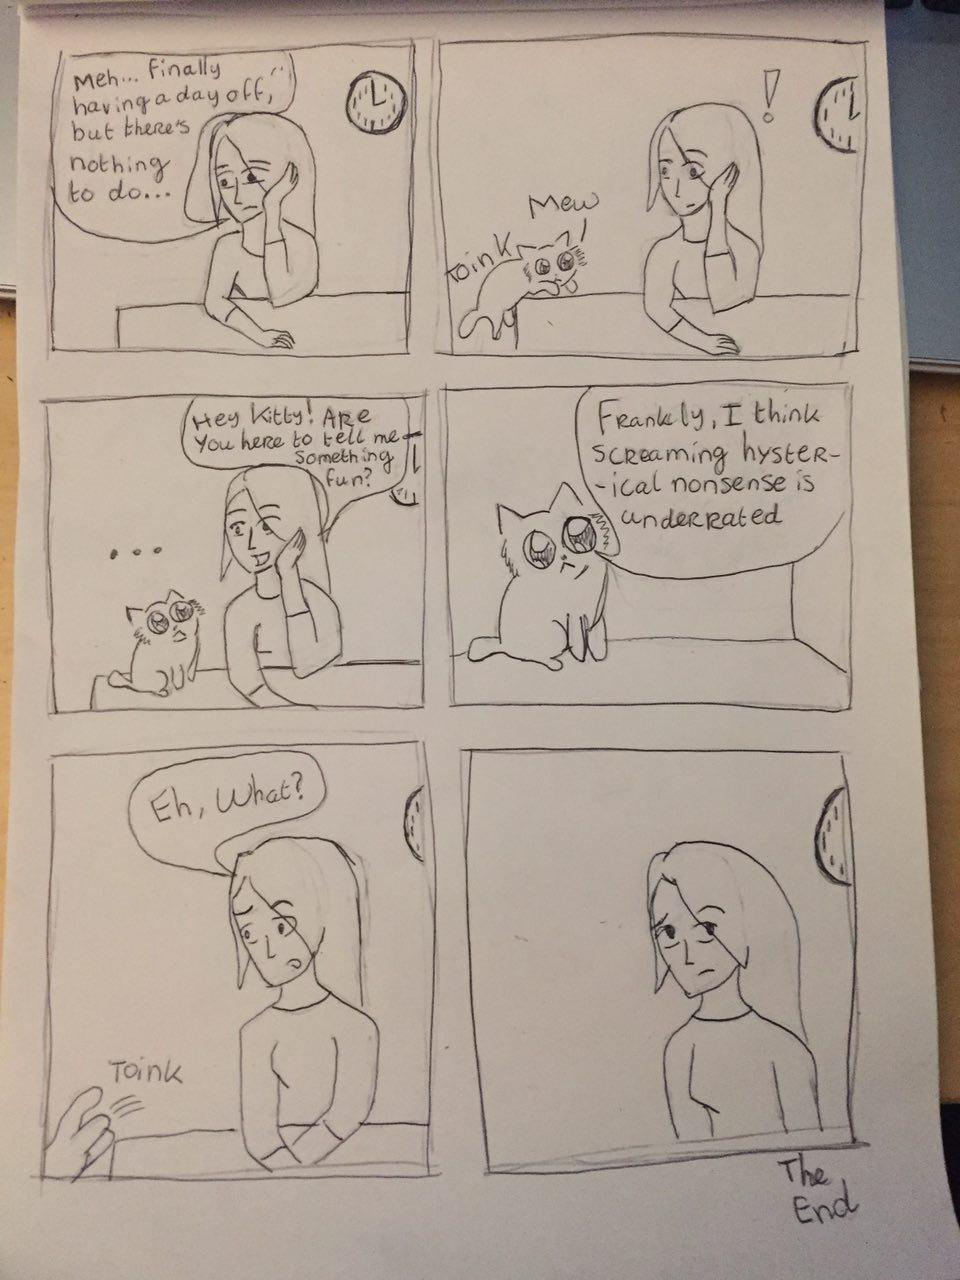 Meh... Finally
having a day off,
but there's
nothing
to do...
!
Mew
Toink
Hey Kitty! Are
You here to tell me
Something
fun?
...
Frankly, I think
screaming hyster-
-ical nonsense is
underrated
Eh, What?
Toink
The
End